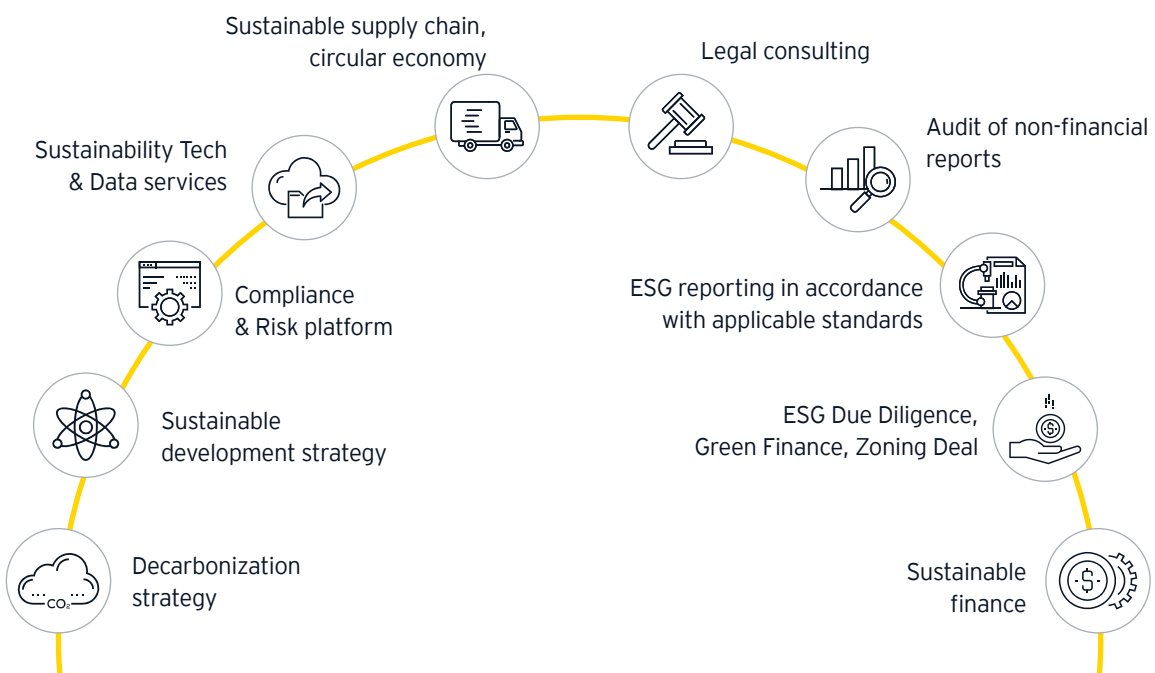 Sustainable supply chain,
circular economy
Legal consulting
Audit of non-financial
reports
Sustainability Tech
& Data services
ESG reporting in accordance
with applicable standards
Compliance
& Risk platform
ESG Due Diligence,
Green Finance, Zoning Deal
Sustainable
development strategy
Decarbonization
strategy
CO₂
Sustainable
finance
$
$